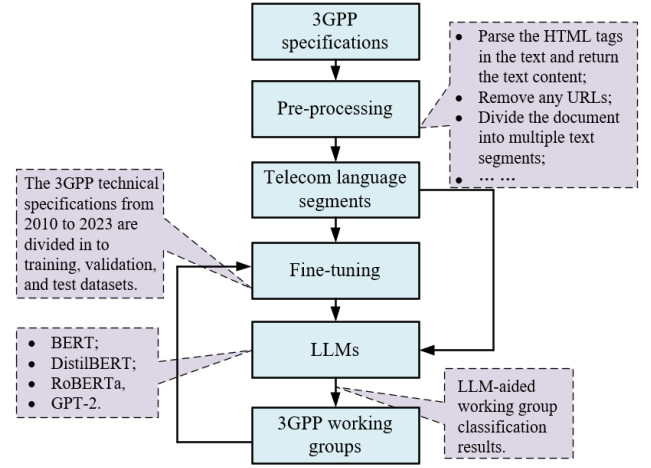 3GPP
specifications
Pre-processing
● Parse the HTML tags
in the text and return
the text content;
● Remove any URLs;
● Divide the document
into multiple text
segments;
● ... ...
Telecom language
segments
The 3GPP technical
specifications from
2010 to 2023 are
divided in to
training, validation,
and test datasets.
Fine-tuning
● BERT;
● DistilBERT;
● RoBERTa,
● GPT-2.
LLMs
LLM-aided
working group
classification
results.
3GPP working
groups